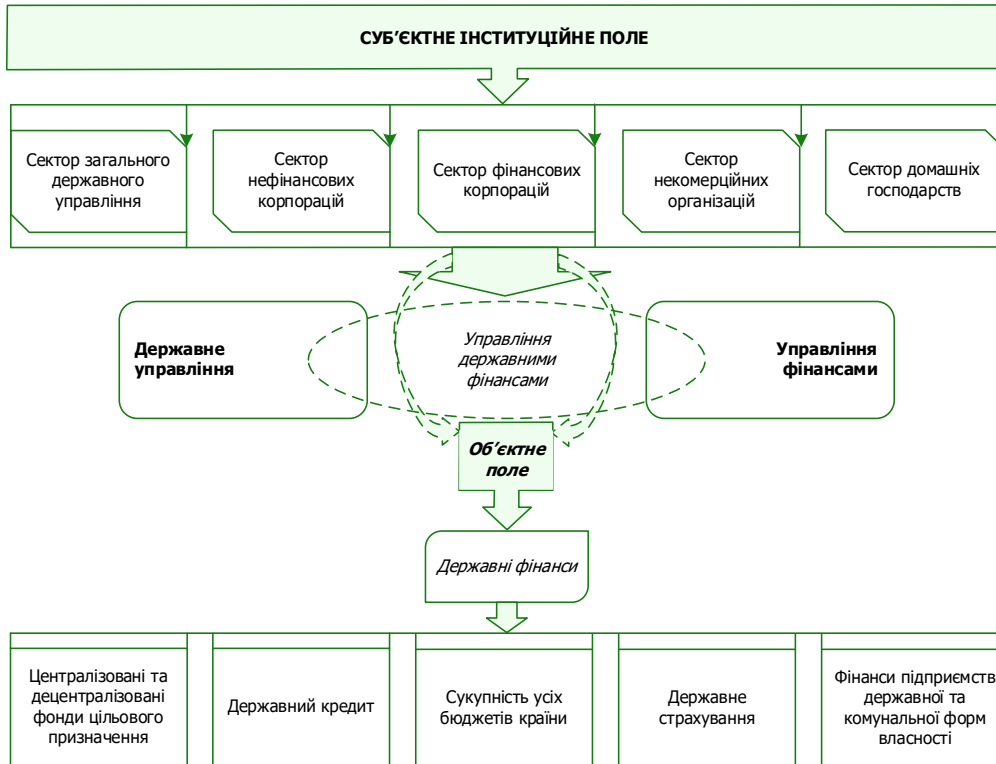 СУБ’ЄКТНЕ ІНСТИТУЦІЙНЕ ПОЛЕ
Сектор загального
державного
управління
Сектор
нефінансових
корпорацій
Сектор фінансових
корпорацій
Сектор
некомерційних
організацій
Сектор домашніх
господарств
Державне
управління
Управління
державними
фінансами
Управління
фінансами
Об’єктне
поле
Державні фінанси
Централізовані та
децентралізовані
фонди цільового
призначення
Державний кредит
Сукупність усіх
бюджетів країни
Державне
страхування
Фінанси підприємств
державної та
комунальної форм
власності